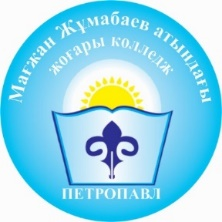 Мағжан Жұмабаев атындағы
жоғары колледж
ПЕТРОПАВЛ